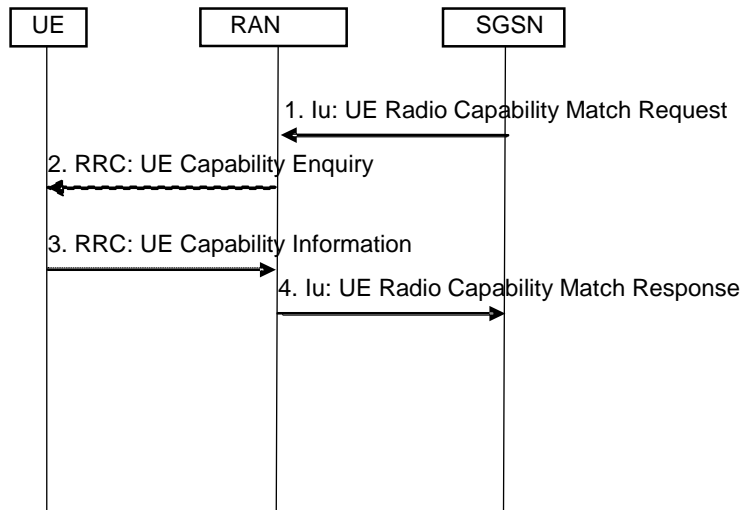 UE
RAN
SGSN
1. Iu: UE Radio Capability Match Request
2. RRC: UE Capability Enquiry
3. RRC: UE Capability Information
4. Iu: UE Radio Capability Match Response